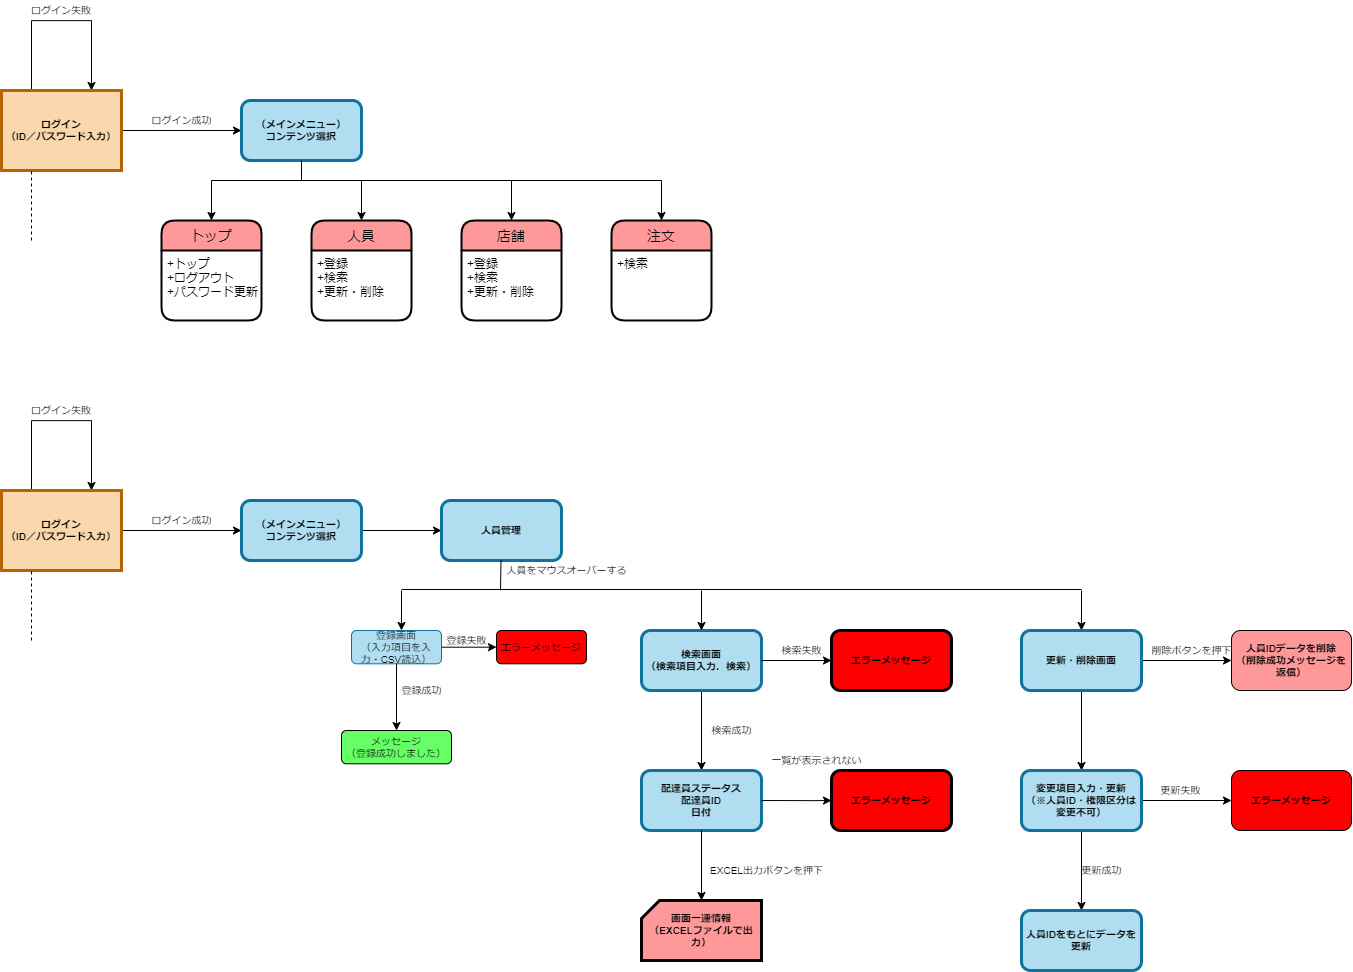 ログイン失敗
ログイン
（ID／パスワード入力）
ログイン成功
（メインメニュー）
コンテンツ選択
トップ
+トップ
+ログアウト
+パスワード更新
人員
+登録
+検索
+更新・削除
店舗
+登録
+検索
+更新・削除
注文
+検索
ログイン失敗
ログイン
（ID／パスワード入力）
ログイン成功
（メインメニュー）
コンテンツ選択
人員管理
人員をマウスオーバーする
登録画面
（入力項目を入
力・CSV読込）
登録失敗
エラーメッセージ
登録成功
メッセージ
（登録成功しました）
検索画面
（検索項目入力．検索）
検索失敗
エラーメッセージ
検索成功
配達員ステータス
配達員ID
日付
一覧が表示されない
エラーメッセージ
EXCEL出力ボタンを押下
画面一連情報
（EXCELファイルで出
力）
更新・削除画面
削除ボタンを押下
人員IDデータを削除
（削除成功メッセージを
返信）
変更項目入力・更新
（※人員ID・権限区分は
変更不可）
更新失敗
エラーメッセージ
更新成功
人員IDをもとにデータを
更新